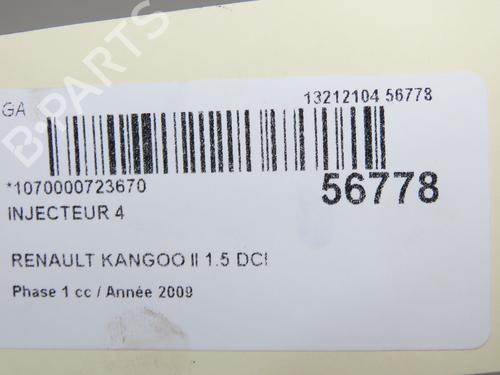 B-PARTS
GA
13212104 56778
*1070000723670
56778
INJECTEUR 4
RENAULT KANGOO II 1.5 DCI
Phase 1 cc / Année 2009